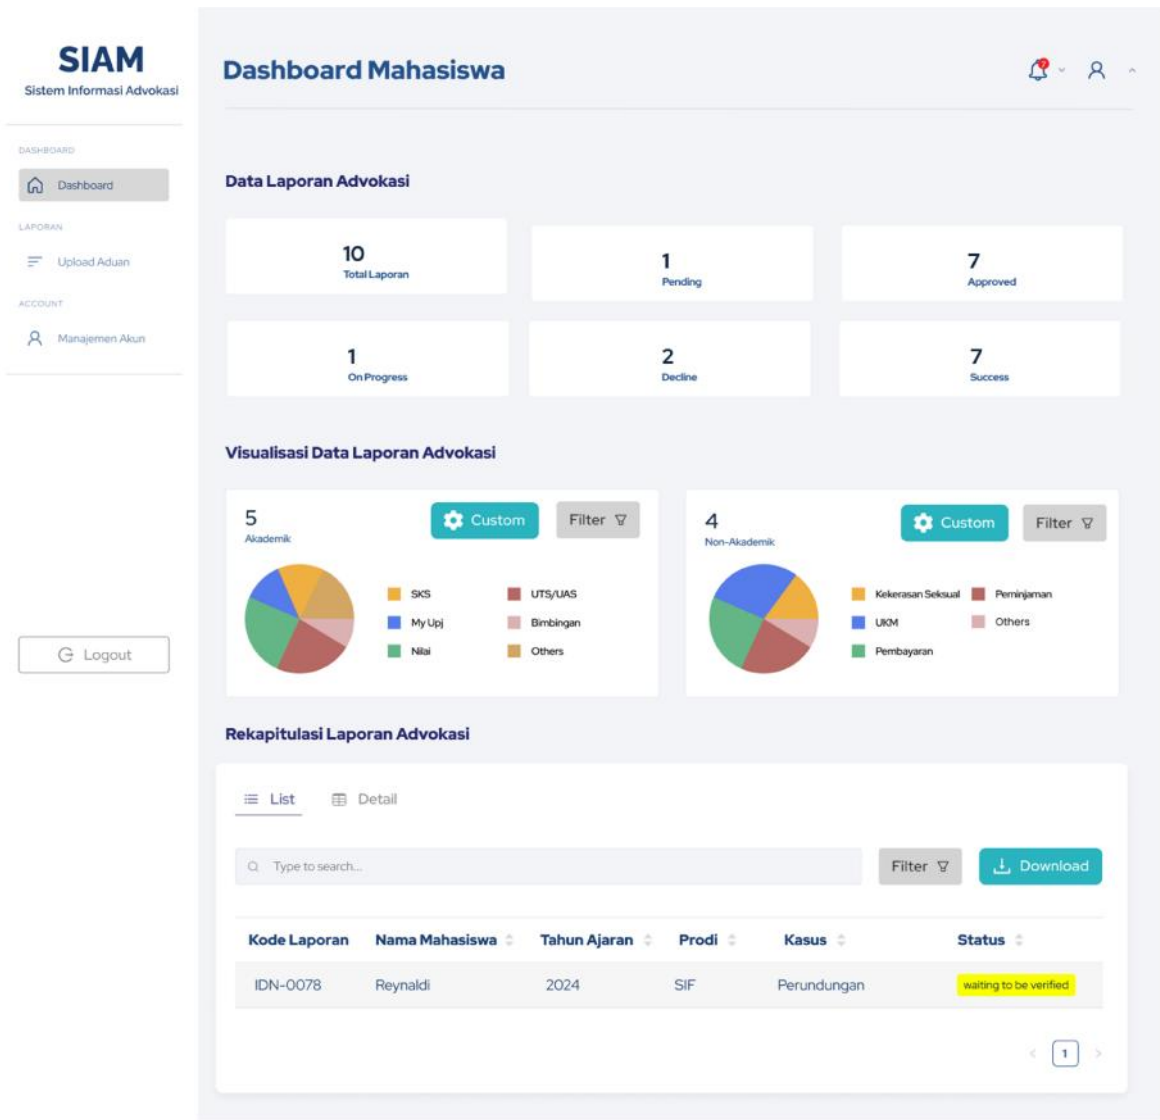 SIAM
Sistem Informasi Advokasi
DASHBOARD
Dashboard
LAPORAN
Upload Aduan
ACCOUNT
Manajemen Akun
Logout
Dashboard Mahasiswa
Data Laporan Advokasi
10
Total Laporan
1
Pending
7
Approved
1
On Progress
2
Decline
7
Success
Visualisasi Data Laporan Advokasi
5
Akademik
Custom
Filter
SKS
UTS/UAS
My Upj
Bimbingan
Nilai
Others
4
Non-Akademik
Custom
Filter
Kekerasan Seksual
Peminjaman
UKM
Others
Pembayaran
Rekapitulasi Laporan Advokasi
List Detail
Type to search...
Filter
Download
Kode Laporan Nama Mahasiswa Tahun Ajaran Prodi Kasus Status
IDN-0078 Reynaldi 2024 SIF Perundungan waiting to be verified
< 1 >